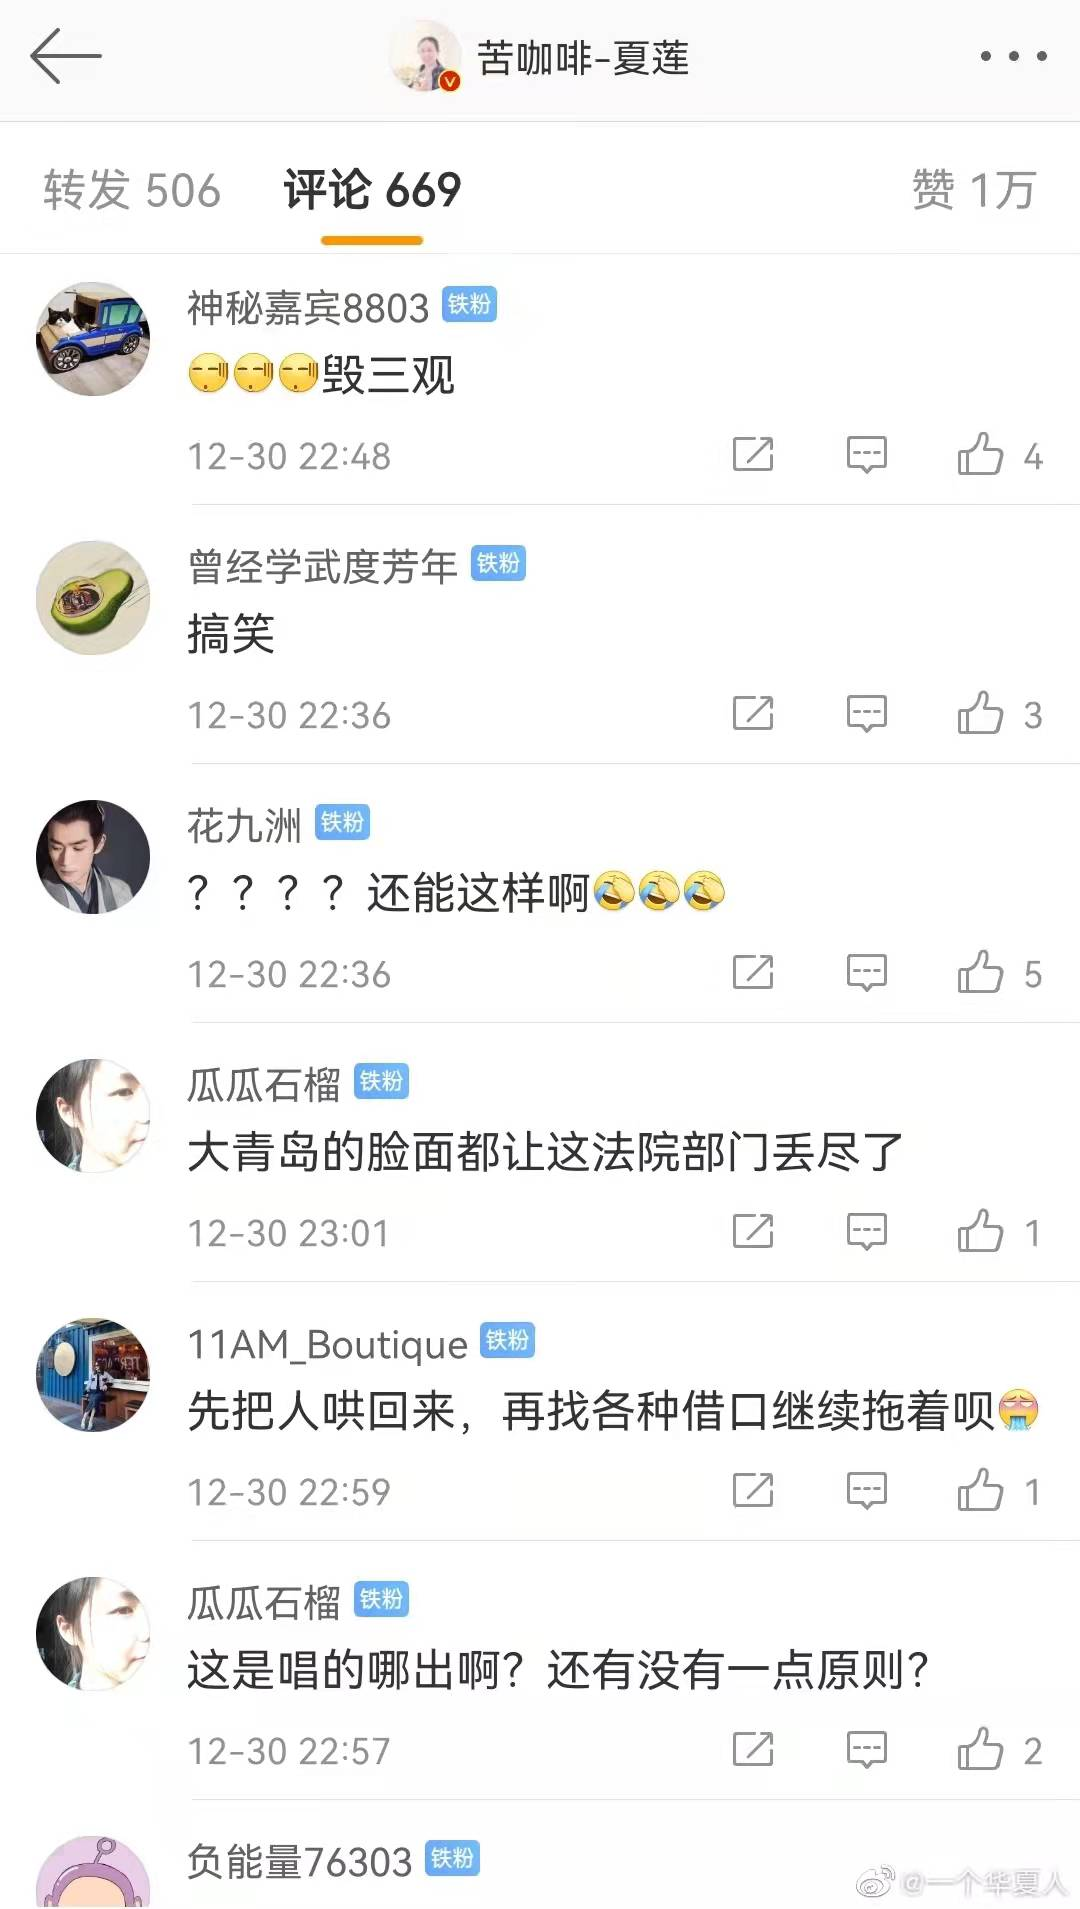 苦咖啡-夏莲
转发 506 评论 669 赞 1万
神秘嘉宾8803 铁粉
毁三观
12-30 22:48 4
曾经学武度芳年 铁粉
搞笑
12-30 22:36 3
花九洲 铁粉
？？？？还能这样啊
12-30 22:36 5
瓜瓜石榴 铁粉
大青岛的脸面都让这法院部门丢尽了
12-30 23:01 1
11AM_Boutique 铁粉
先把人哄回来，再找各种借口继续拖着呗
12-30 22:59 1
瓜瓜石榴 铁粉
这是唱的哪出啊？还有没有一点原则？
12-30 22:57 2
负能量76303 铁粉
@一个华夏人